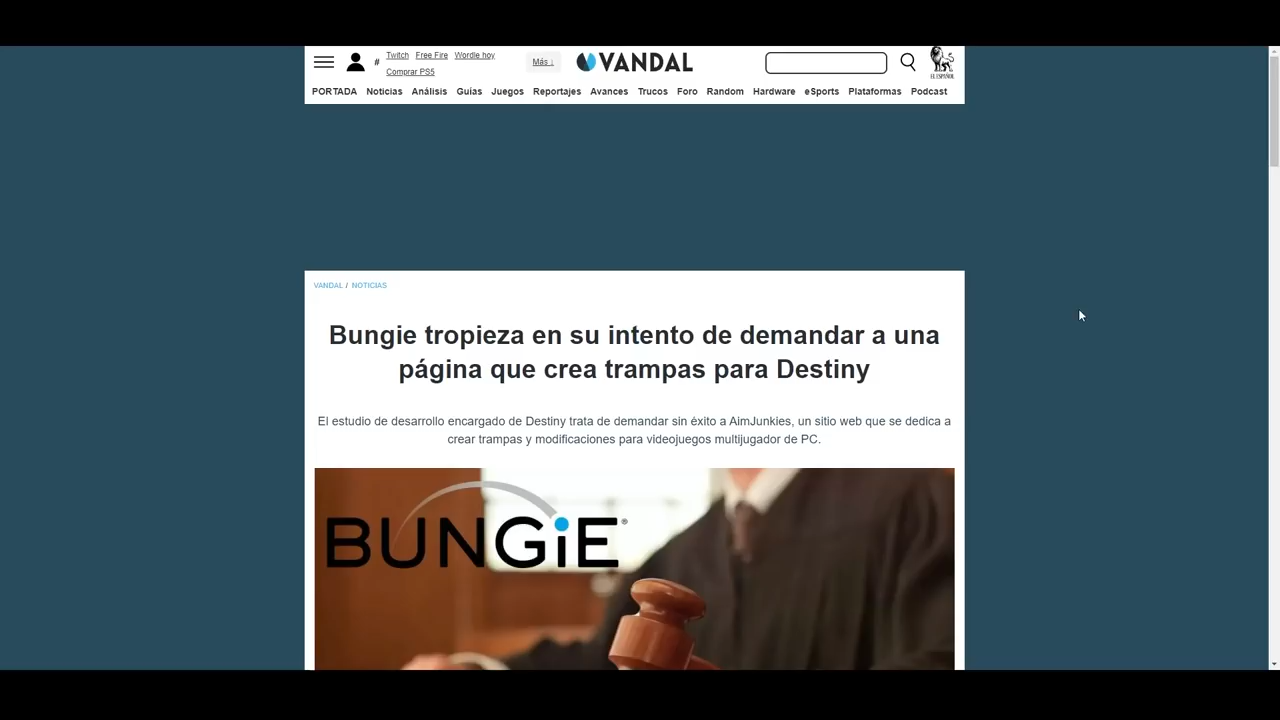 # Twitch Free Fire Wordle hoy
Comprar PS5
Más ↓
VANDAL
EL ESPAÑOL
PORTADA Noticias Análisis Guías Juegos Reportajes Avances Trucos Foro Random Hardware eSports Plataformas Podcast
VANDAL / NOTICIAS
Bungie tropieza en su intento de demandar a una
página que crea trampas para Destiny
El estudio de desarrollo encargado de Destiny trata de demandar sin éxito a AimJunkies, un sitio web que se dedica a
crear trampas y modificaciones para videojuegos multijugador de PC.
BUNGiE®